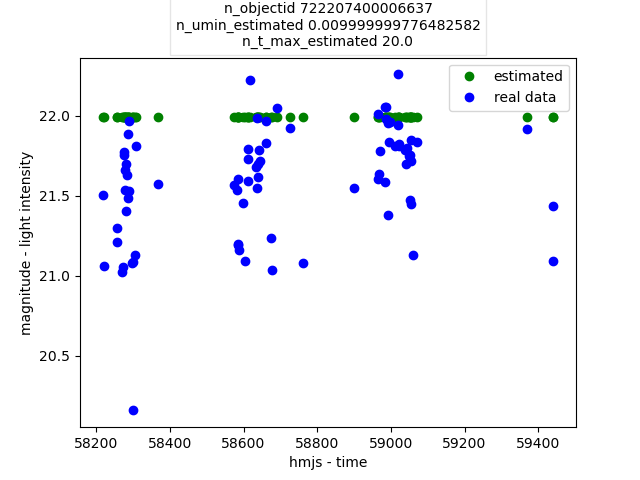 n_objectid 722207400006637
n_umin_estimated 0.009999999776482582
n_t_max_estimated 20.0
estimated
real data
22.0
21.5
21.0
20.5
magnitude - light intensity
58200 58400 58600 58800 59000 59200 59400
hmjs - time